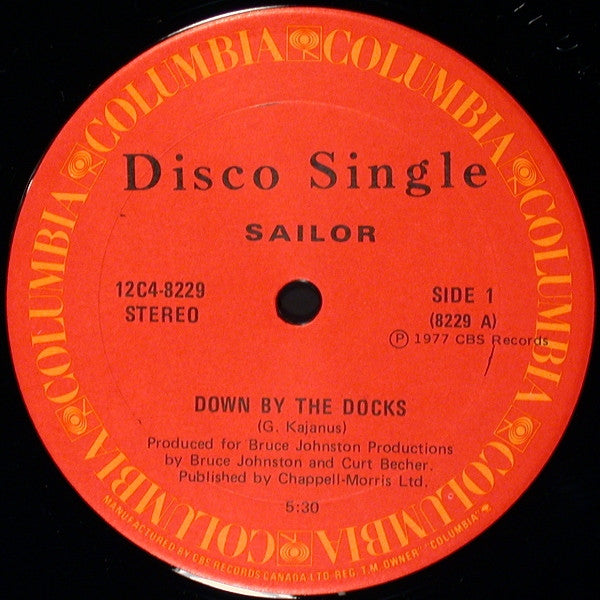 COLUMBIA COLUMBIA COLUMBIA COLUMBIA COLUMBIA COLUMBIA
Disco Single
SAILOR
12C4-8229
STEREO
SIDE 1
(8229 A)
Ⓟ 1977 CBS Records
DOWN BY THE DOCKS
(G. Kajanus)
Produced for Bruce Johnston Productions
by Bruce Johnston and Curt Becher.
Published by Chappell-Morris Ltd.
5:30
MANUFACTURED BY CBS RECORDS CANADA LTD. REG. T.M. OWNER "COLUMBIA"